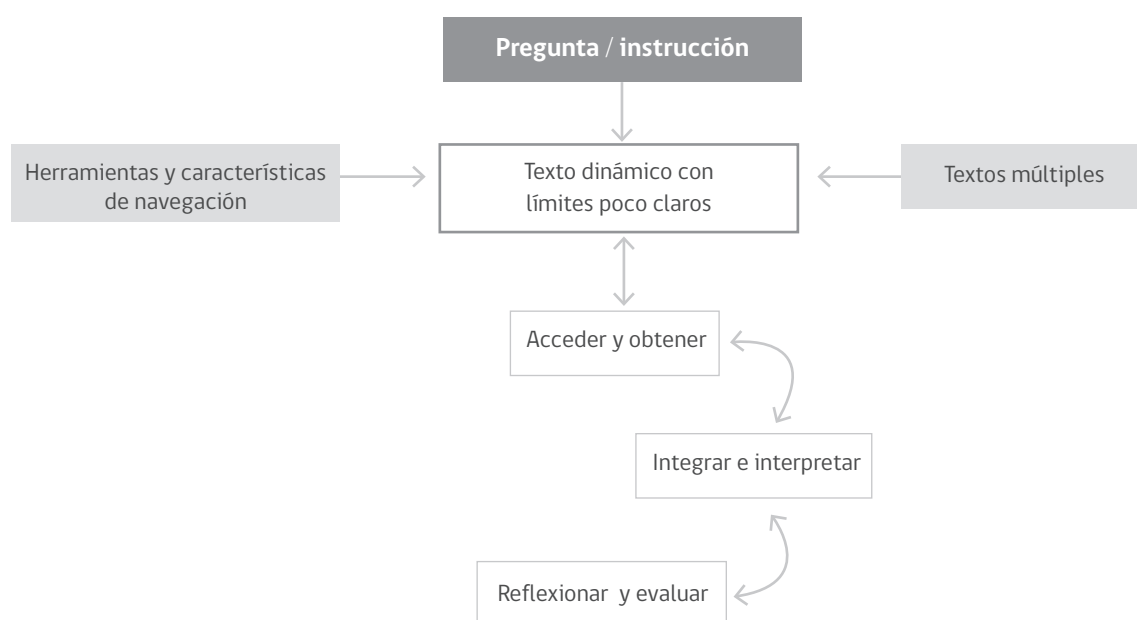 Pregunta / instrucción
Herramientas y características
de navegación
Texto dinámico con
límites poco claros
Textos múltiples
Acceder y obtener
Integrar e interpretar
Reflexionar y evaluar